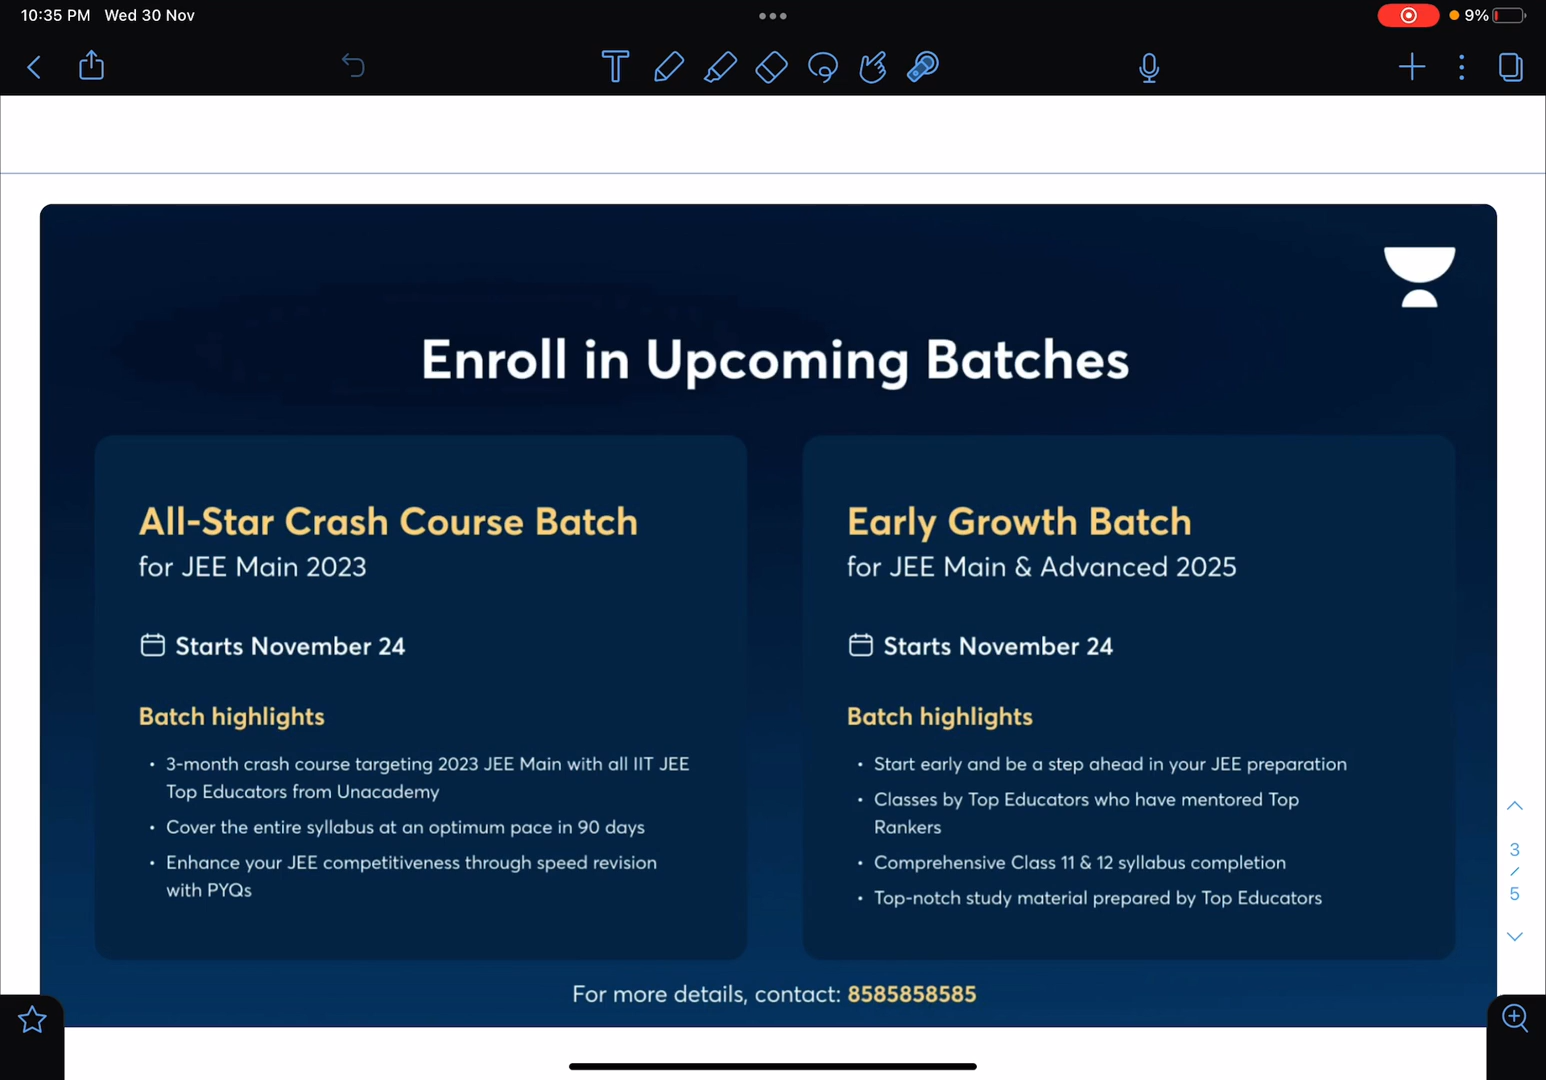 10:35 PM Wed 30 Nov
9%
Enroll in Upcoming Batches
All-Star Crash Course Batch
for JEE Main 2023
Starts November 24
Batch highlights
• 3-month crash course targeting 2023 JEE Main with all IIT JEE
Top Educators from Unacademy
• Cover the entire syllabus at an optimum pace in 90 days
• Enhance your JEE competitiveness through speed revision
with PYQs
Early Growth Batch
for JEE Main & Advanced 2025
Starts November 24
Batch highlights
• Start early and be a step ahead in your JEE preparation
• Classes by Top Educators who have mentored Top
Rankers
• Comprehensive Class 11 & 12 syllabus completion
• Top-notch study material prepared by Top Educators
For more details, contact: 8585858585
3
/
5